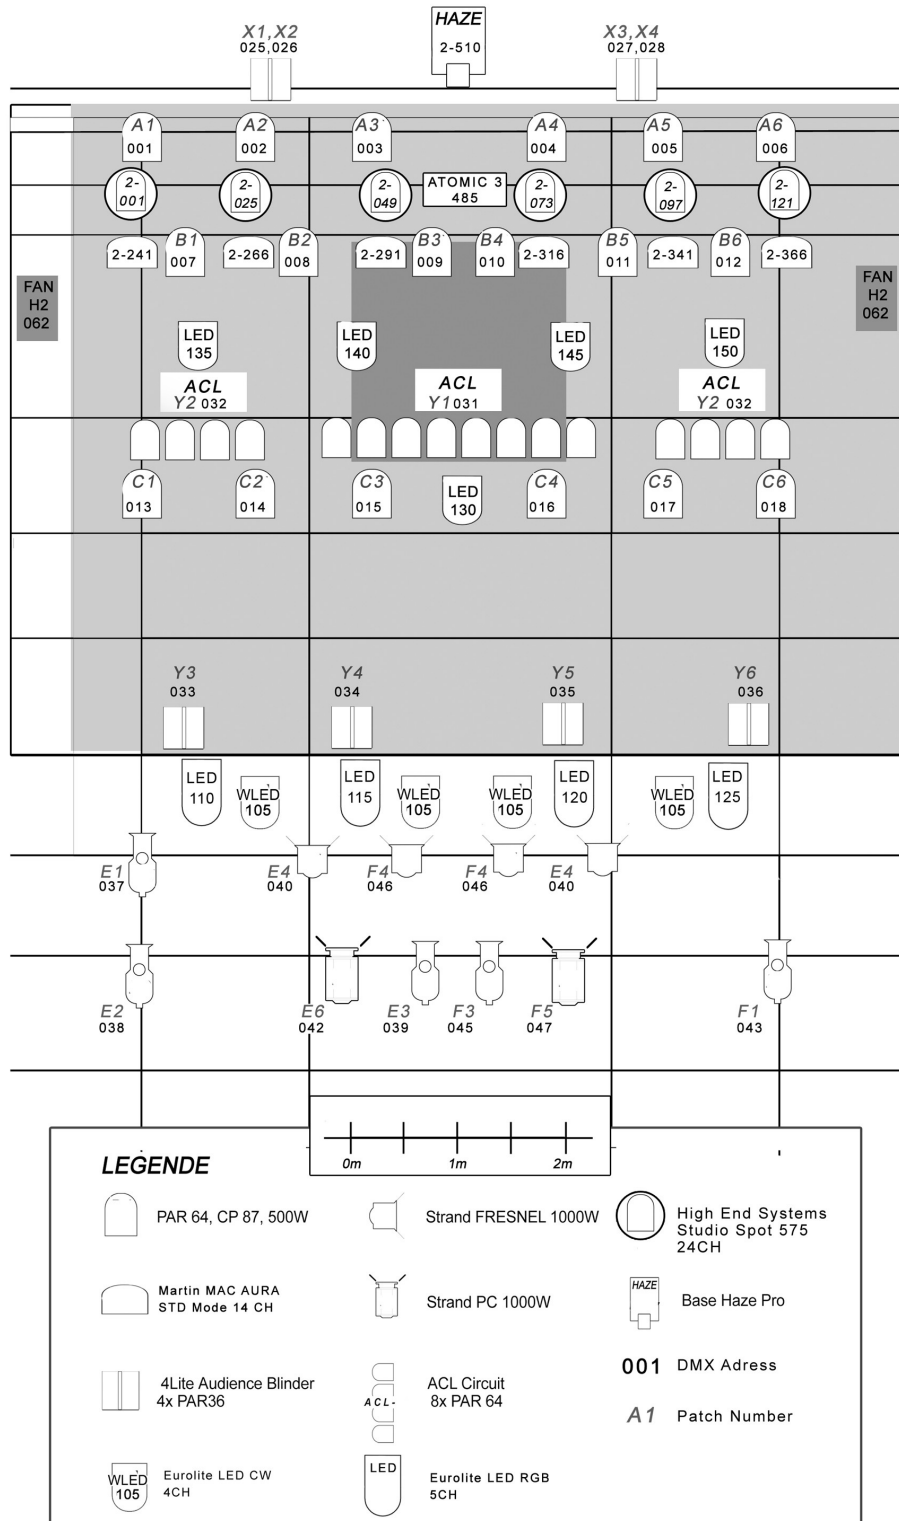 HAZE
2-510
X1,X2
025,026
X3,X4
027,028
A1
001
A2
002
A3
003
A4
004
A5
005
A6
006
2-
001
2-
025
2-
049
ATOMIC 3
485
2-
073
2-
097
2-
121
2-241
B1
007
2-266
B2
008
2-291
B3
009
B4
010
2-316
B5
011
2-341
B6
012
2-366
FAN
H2
062
FAN
H2
062
LED
135
LED
140
LED
145
LED
150
ACL
Y2 032
ACL
Y1 031
ACL
Y2 032
C1
013
C2
014
C3
015
LED
130
C4
016
C5
017
C6
018
Y3
033
Y4
034
Y5
035
Y6
036
LED
110
WLED
105
LED
115
WLED
105
WLED
105
LED
120
WLED
105
LED
125
E1
037
E4
040
F4
046
F4
046
E4
040
E2
038
E6
042
E3
039
F3
045
F5
047
F1
043
0m 1m 2m
LEGENDE
PAR 64, CP 87, 500W
Strand FRESNEL 1000W
High End Systems
Studio Spot 575
24CH
Martin MAC AURA
STD Mode 14 CH
Strand PC 1000W
HAZE
Base Haze Pro
4Lite Audience Blinder
4x PAR36
ACL-
ACL Circuit
8x PAR 64
001 DMX Adress
A1 Patch Number
WLED
105
Eurolite LED CW
4CH
LED
Eurolite LED RGB
5CH